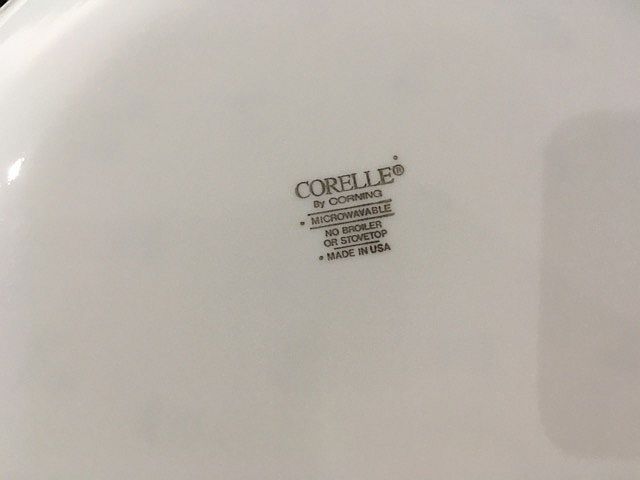 CORELLE®
By CORNING
MICROWAVABLE
NO BROILER
OR STOVETOP
MADE IN USA